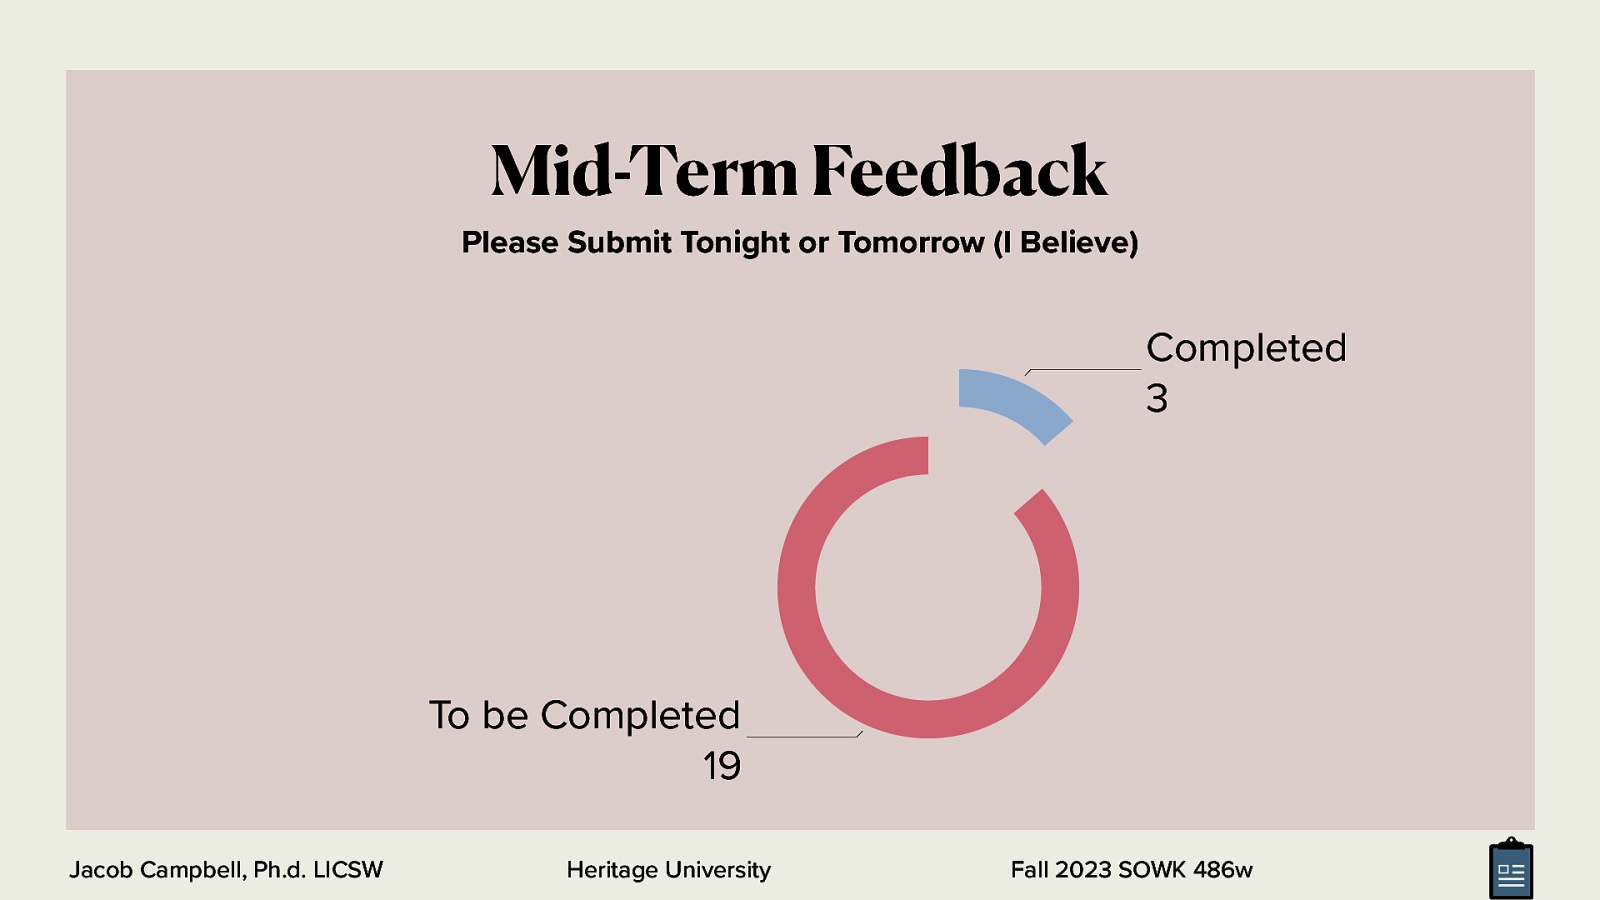 Mid-Term Feedback
Please Submit Tonight or Tomorrow (I Believe)
Completed
3
To be Completed
19
Jacob Campbell, Ph.d. LICSW
Heritage University
Fall 2023 SOWK 486w